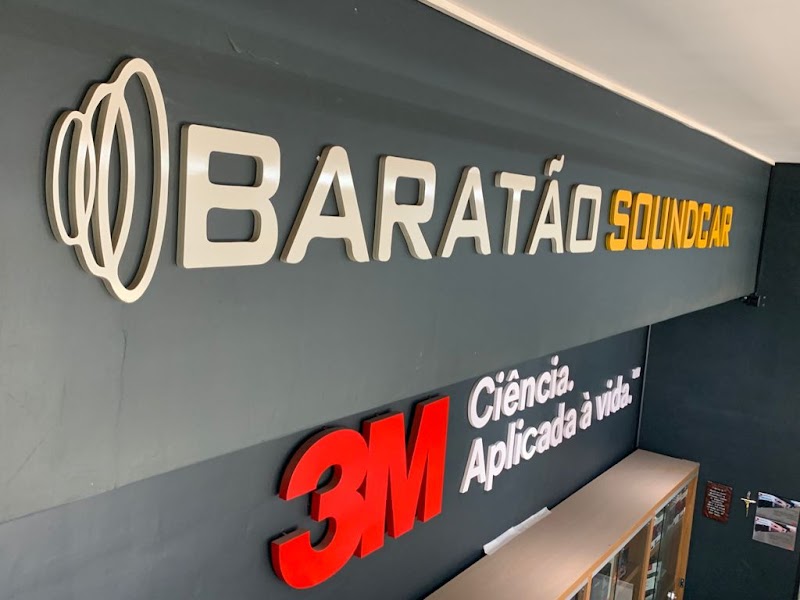 BARATÃO SOUNDCAR
3M
Ciência.
Aplicada à vida.™